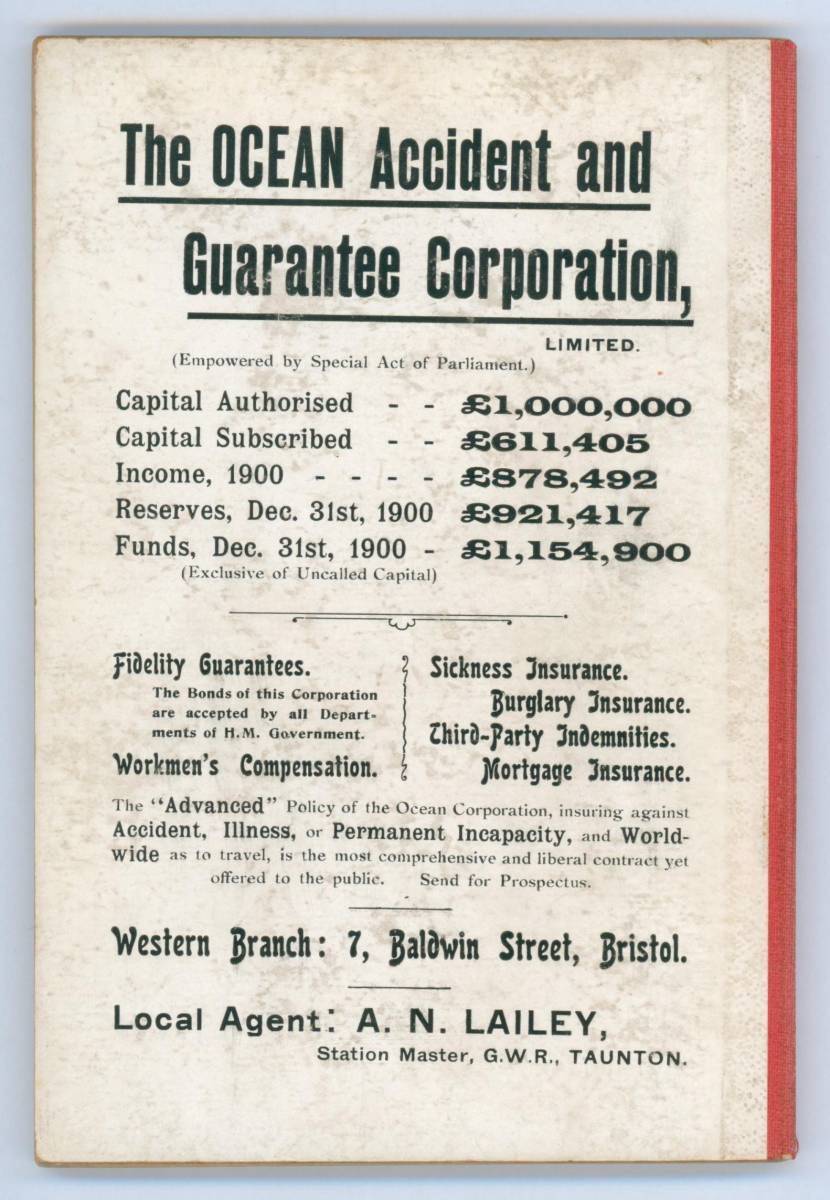 The OCEAN Accident and
Guarantee Corporation,
LIMITED.
(Empowered by Special Act of Parliament.)
Capital Authorised - - £1,000,000
Capital Subscribed - - £611,405
Income, 1900 - - - - £878,492
Reserves, Dec. 31st, 1900 £921,417
Funds, Dec. 31st, 1900 - £1,154,900
(Exclusive of Uncalled Capital)
Fidelity Guarantees.
The Bonds of this Corporation
are accepted by all Depart-
ments of H.M. Government.
Workmen's Compensation.
Sickness Insurance.
Burglary Insurance.
Third-Party Indemnities.
Mortgage Insurance.
The "Advanced" Policy of the Ocean Corporation, insuring against
Accident, Illness, or Permanent Incapacity, and World-
wide as to travel, is the most comprehensive and liberal contract yet
offered to the public. Send for Prospectus.
Western Branch: 7, Baldwin Street, Bristol.
Local Agent: A. N. LAILEY,
Station Master, G.W.R., TAUNTON.